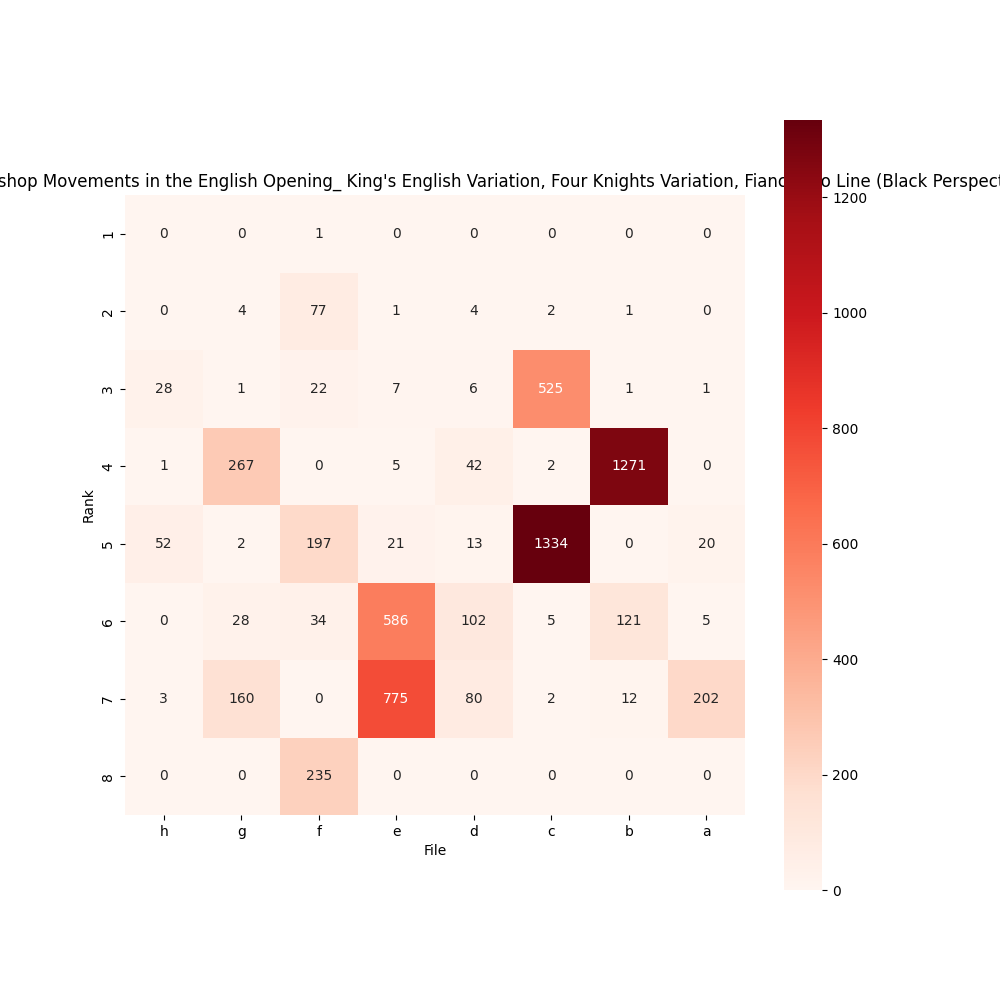 shop Movements in the English Opening_ King's English Variation, Four Knights Variation, Fianchetto Line (Black Perspect
Rank
1 0 0 1 0 0 0 0 0
2 0 4 77 1 4 2 1 0
3 28 1 22 7 6 525 1 1
4 1 267 0 5 42 2 1271 0
5 52 2 197 21 13 1334 0 20
6 0 28 34 586 102 5 121 5
7 3 160 0 775 80 2 12 202
8 0 0 235 0 0 0 0 0
h g f e d c b a
File
1200
1000
800
600
400
200
0